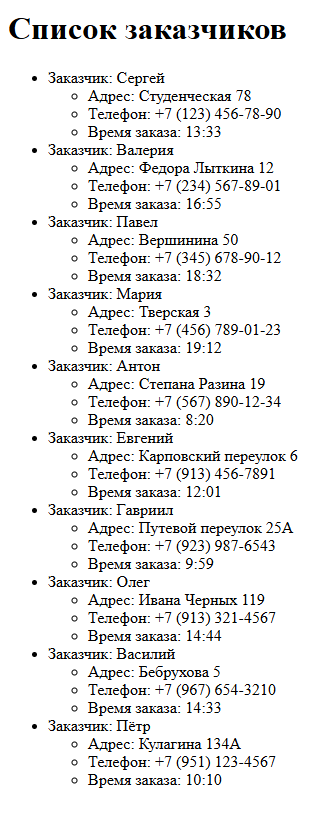 Список заказчиков
Заказчик: Сергей
Адрес: Студенческая 78
Телефон: +7 (123) 456-78-90
Время заказа: 13:33
Заказчик: Валерия
Адрес: Федора Лыткина 12
Телефон: +7 (234) 567-89-01
Время заказа: 16:55
Заказчик: Павел
Адрес: Вершинина 50
Телефон: +7 (345) 678-90-12
Время заказа: 18:32
Заказчик: Мария
Адрес: Тверская 3
Телефон: +7 (456) 789-01-23
Время заказа: 19:12
Заказчик: Антон
Адрес: Степана Разина 19
Телефон: +7 (567) 890-12-34
Время заказа: 8:20
Заказчик: Евгений
Адрес: Карповский переулок 6
Телефон: +7 (913) 456-7891
Время заказа: 12:01
Заказчик: Гавриил
Адрес: Путевой переулок 25А
Телефон: +7 (923) 987-6543
Время заказа: 9:59
Заказчик: Олег
Адрес: Ивана Черных 119
Телефон: +7 (913) 321-4567
Время заказа: 14:44
Заказчик: Василий
Адрес: Бебрухова 5
Телефон: +7 (967) 654-3210
Время заказа: 14:33
Заказчик: Пётр
Адрес: Кулагина 134А
Телефон: +7 (951) 123-4567
Время заказа: 10:10